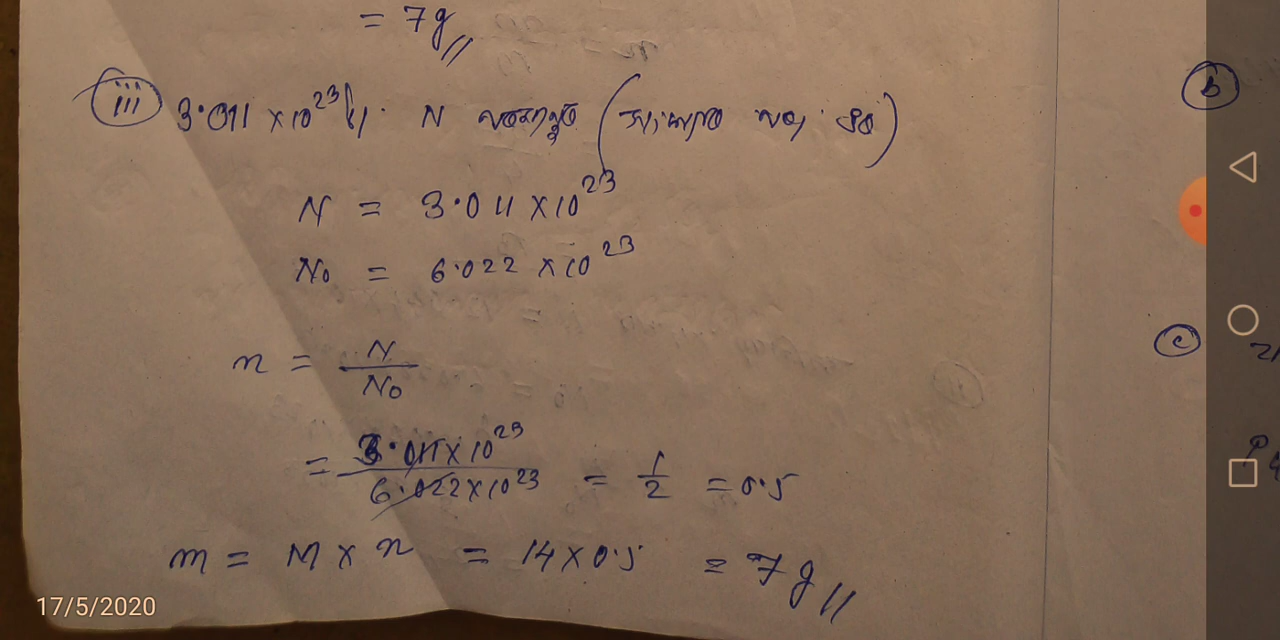 = 7g //
(iii) 3.011 × 10²³ N
N = 3.011 × 10²³
N₀ = 6.022 × 10²³
n = N / N₀
= 3.011 × 10²³ / 6.022 × 10²³ = 1/2 = 0.5
m = M × n = 14 × 0.5 = 7 g //
b
c
17/5/2020